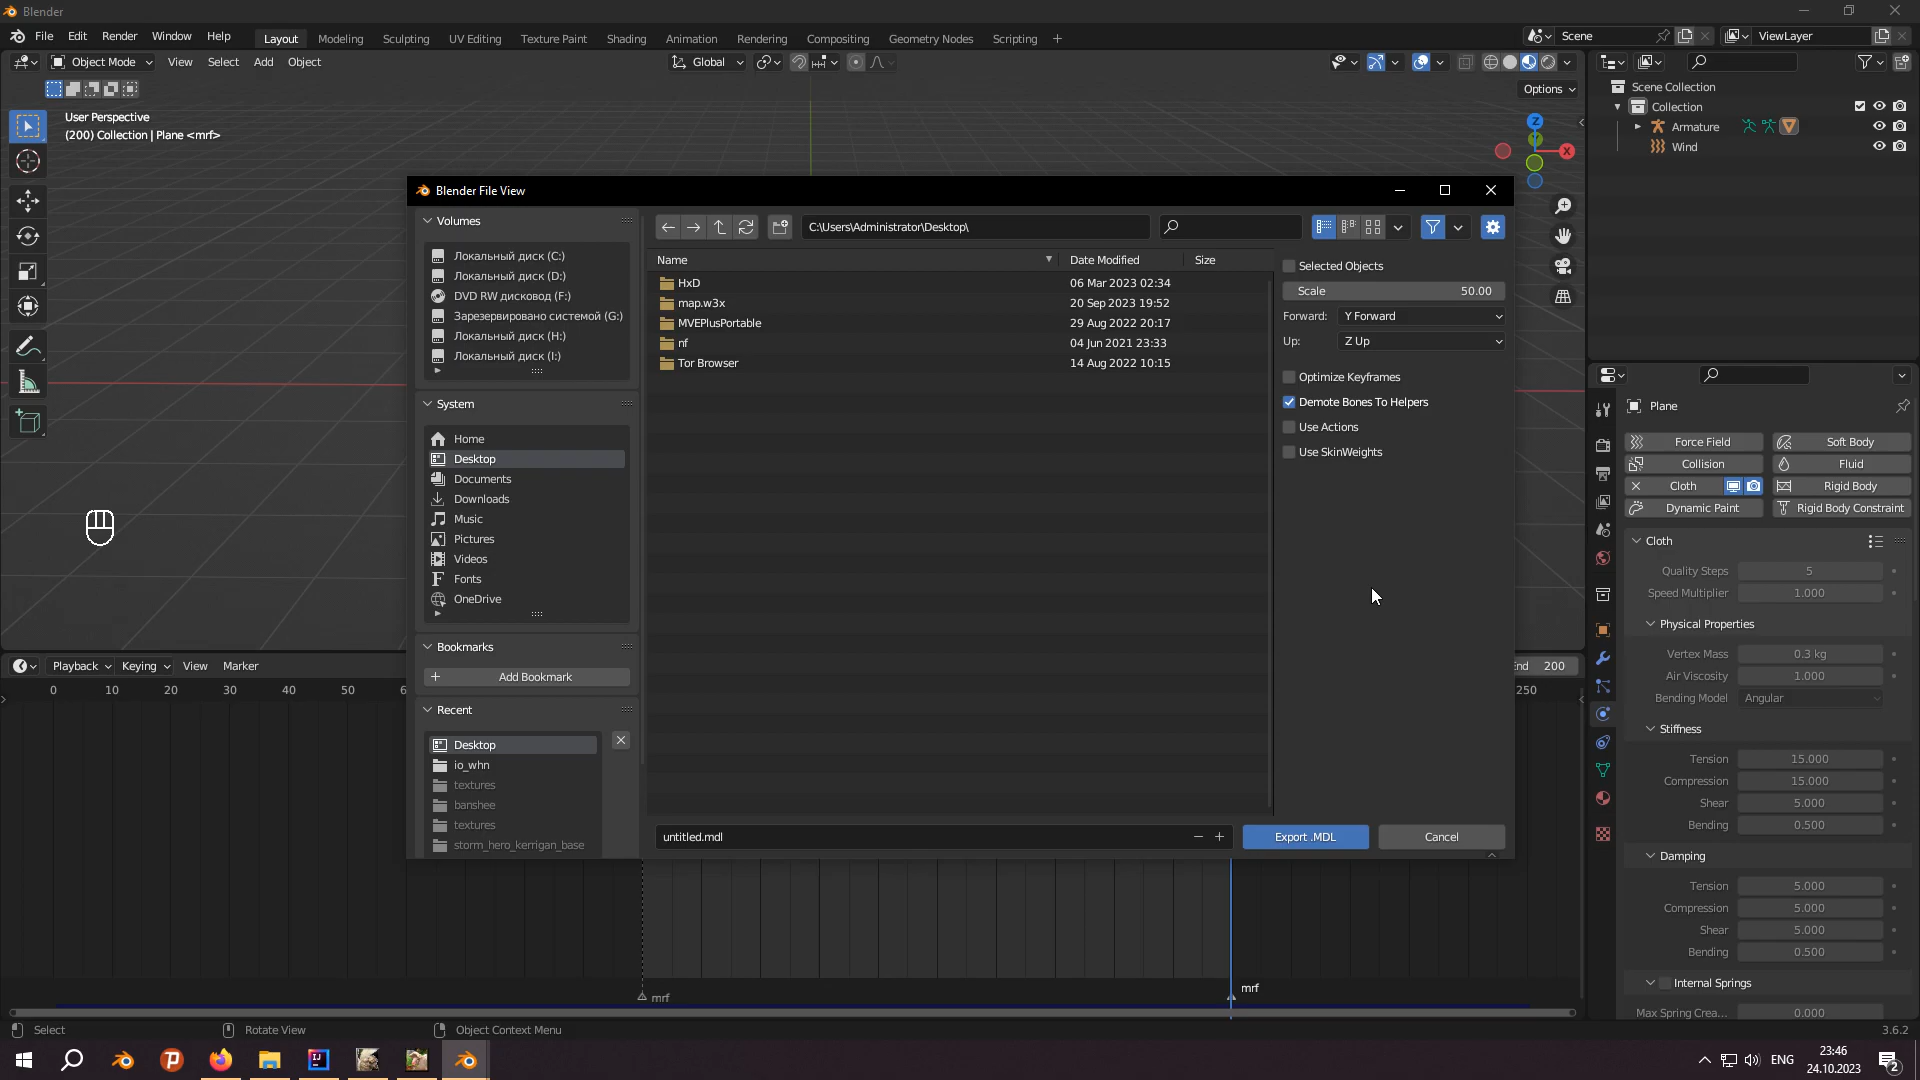 Blender
File Edit Render Window Help Layout Modeling Sculpting UV Editing Texture Paint Shading Animation Rendering Compositing Geometry Nodes Scripting + Scene ViewLayer
Object Mode View Select Add Object Global
Options
User Perspective
(200) Collection | Plane <mrf>
Z
X
Scene Collection
Collection
Armature
Wind
Blender File View
Volumes
Локальный диск (C:)
Локальный диск (D:)
DVD RW дисковод (F:)
Зарезервировано системой (G:)
Локальный диск (H:)
Локальный диск (I:)
System
Home
Desktop
Documents
Downloads
Music
Pictures
Videos
Fonts
OneDrive
Bookmarks
Add Bookmark
Recent
Desktop
io_whn
textures
banshee
textures
storm_hero_kerrigan_base
C:\Users\Administrator\Desktop\
Name Date Modified Size
HxD 06 Mar 2023 02:34
map.w3x 20 Sep 2023 19:52
MVEPlusPortable 29 Aug 2022 20:17
nf 04 Jun 2021 23:33
Tor Browser 14 Aug 2022 10:15
Selected Objects
Scale 50.00
Forward: Y Forward
Up: Z Up
Optimize Keyframes
Demote Bones To Helpers
Use Actions
Use SkinWeights
untitled.mdl
Export .MDL
Cancel
Plane
Force Field Soft Body
Collision Fluid
Cloth Rigid Body
Dynamic Paint Rigid Body Constraint
Cloth
Quality Steps 5
Speed Multiplier 1.000
Physical Properties
Vertex Mass 0.3 kg
Air Viscosity 1.000
Bending Model Angular
Stiffness
Tension 15.000
Compression 15.000
Shear 5.000
Bending 0.500
Damping
Tension 5.000
Compression 5.000
Shear 5.000
Bending 0.500
Internal Springs
Max Spring Crea... 0.000
Playback Keying View Marker
End 200
0 10 20 30 40 50 6 250
mrf
mrf
Select Rotate View Object Context Menu 3.6.2
ENG
23:46
24.10.2023
2